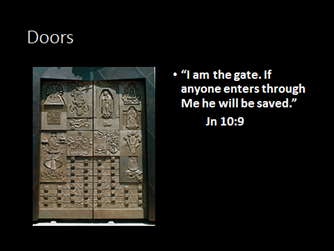 Doors
• “I am the gate. If
anyone enters through
Me he will be saved.”
Jn 10:9